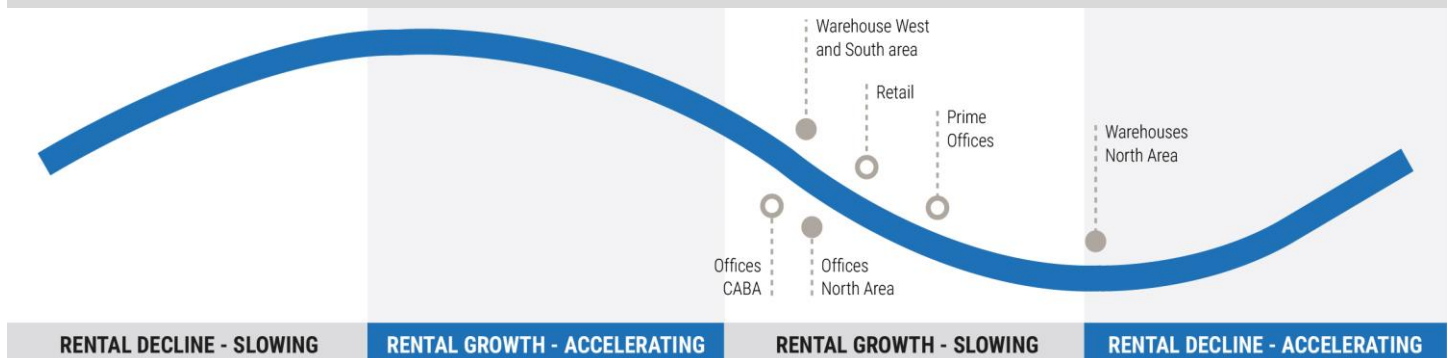 Warehouse West
and South area
Retail
Prime
Offices
Warehouses
North Area
Offices
CABA
Offices
North Area
RENTAL DECLINE - SLOWING
RENTAL GROWTH - ACCELERATING
RENTAL GROWTH - SLOWING
RENTAL DECLINE - ACCELERATING